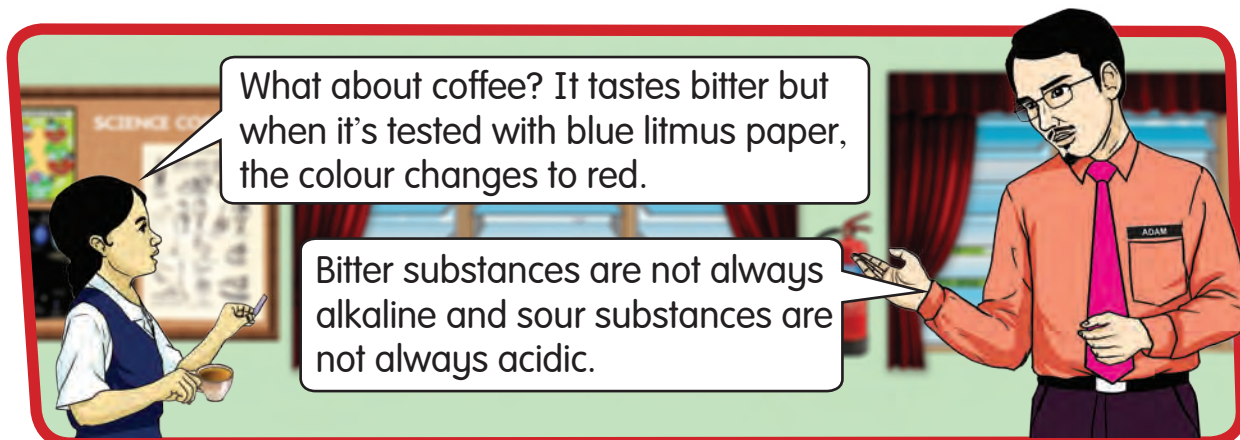 What about coffee? It tastes bitter but
when it's tested with blue litmus paper,
the colour changes to red.
SCIENCE CO
Bitter substances are not always
alkaline and sour substances are
not always acidic.
ADAM